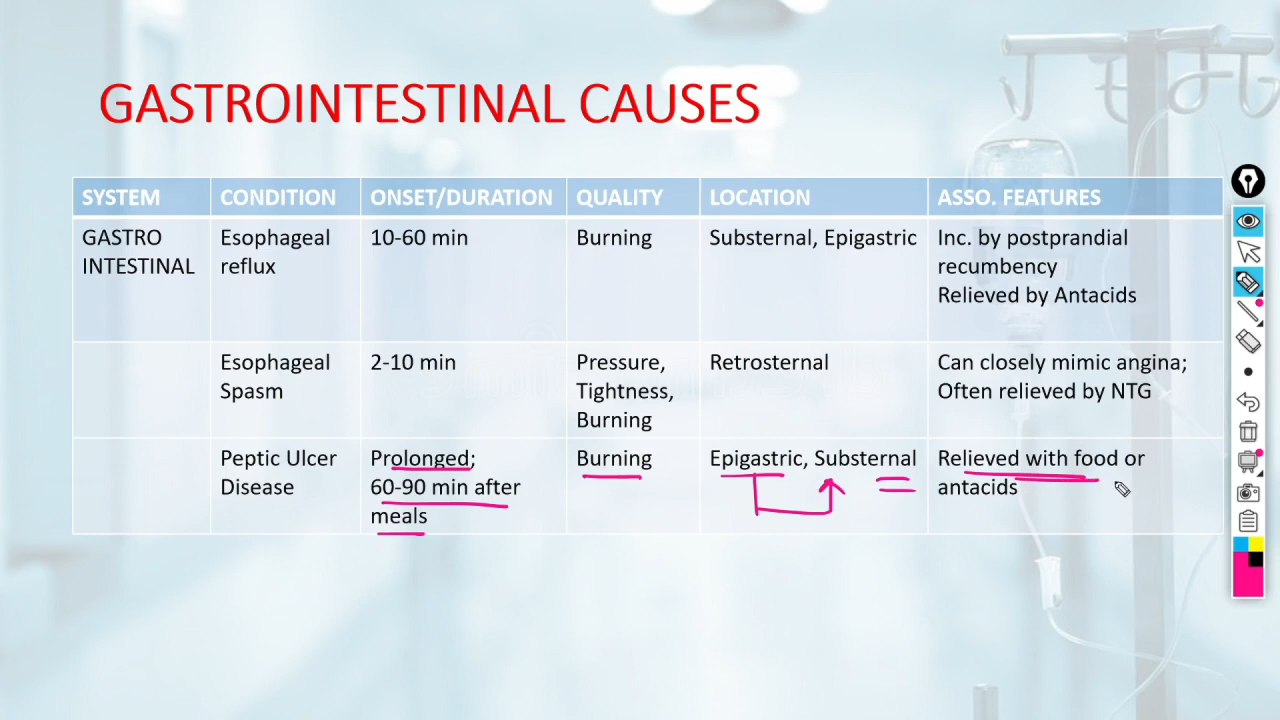 GASTROINTESTINAL CAUSES
SYSTEM CONDITION ONSET/DURATION QUALITY LOCATION ASSO. FEATURES
GASTRO Esophageal 10-60 min Burning Substernal, Epigastric Inc. by postprandial
INTESTINAL reflux recumbency
Relieved by Antacids
Esophageal 2-10 min Pressure, Retrosternal Can closely mimic angina;
Spasm Tightness, Often relieved by NTG
Burning
Peptic Ulcer Prolonged; Burning Epigastric, Substernal Relieved with food or
Disease 60-90 min after antacids
meals